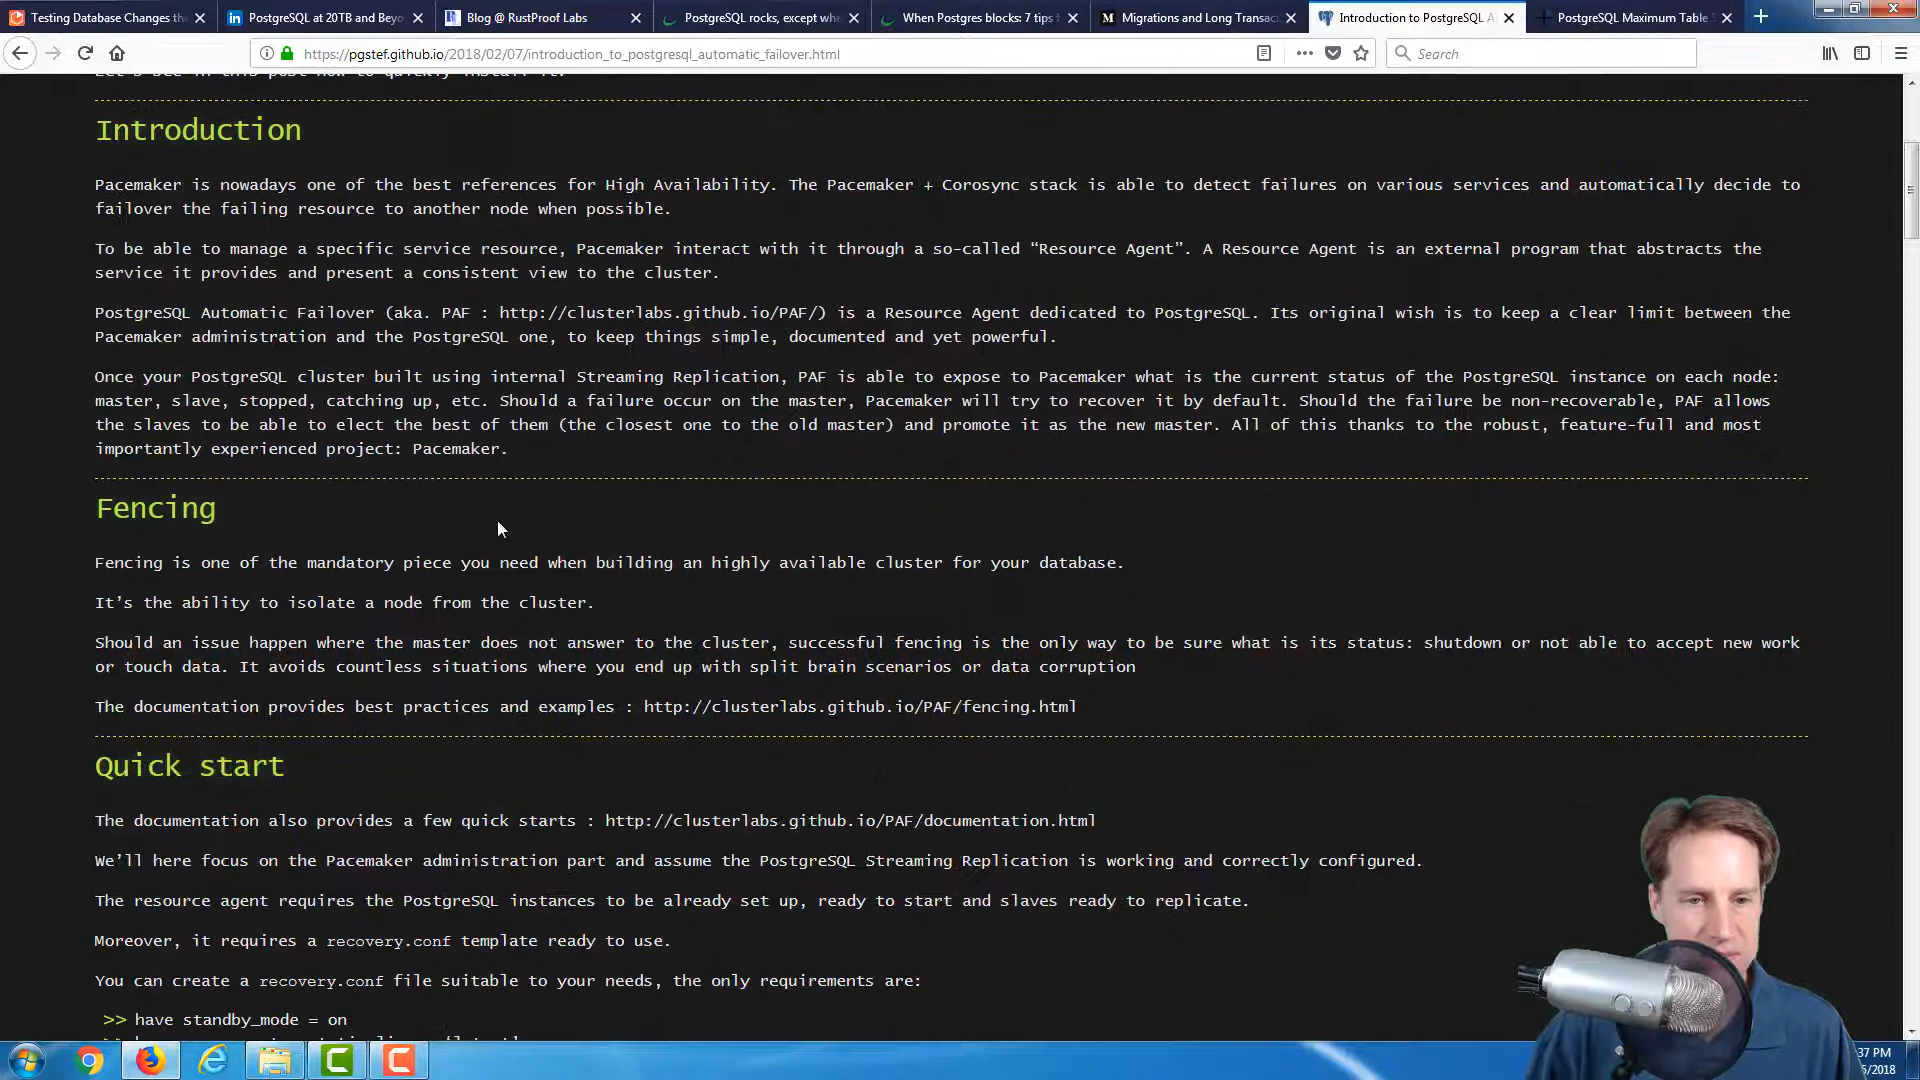 Testing Database Changes the
PostgreSQL at 20TB and Beyo
Blog @ RustProof Labs
PostgreSQL rocks, except whe
When Postgres blocks: 7 tips f
Migrations and Long Transac
Introduction to PostgreSQL A
PostgreSQL Maximum Table S
https://pgstef.github.io/2018/02/07/introduction_to_postgresql_automatic_failover.html
Search
Let's see in this post how to quickly install it.
Introduction
Pacemaker is nowadays one of the best references for High Availability. The Pacemaker + Corosync stack is able to detect failures on various services and automatically decide to
failover the failing resource to another node when possible.
To be able to manage a specific service resource, Pacemaker interact with it through a so-called “Resource Agent”. A Resource Agent is an external program that abstracts the
service it provides and present a consistent view to the cluster.
PostgreSQL Automatic Failover (aka. PAF : http://clusterlabs.github.io/PAF/) is a Resource Agent dedicated to PostgreSQL. Its original wish is to keep a clear limit between the
Pacemaker administration and the PostgreSQL one, to keep things simple, documented and yet powerful.
Once your PostgreSQL cluster built using internal Streaming Replication, PAF is able to expose to Pacemaker what is the current status of the PostgreSQL instance on each node:
master, slave, stopped, catching up, etc. Should a failure occur on the master, Pacemaker will try to recover it by default. Should the failure be non-recoverable, PAF allows
the slaves to be able to elect the best of them (the closest one to the old master) and promote it as the new master. All of this thanks to the robust, feature-full and most
importantly experienced project: Pacemaker.
Fencing
Fencing is one of the mandatory piece you need when building an highly available cluster for your database.
It’s the ability to isolate a node from the cluster.
Should an issue happen where the master does not answer to the cluster, successful fencing is the only way to be sure what is its status: shutdown or not able to accept new work
or touch data. It avoids countless situations where you end up with split brain scenarios or data corruption
The documentation provides best practices and examples : http://clusterlabs.github.io/PAF/fencing.html
Quick start
The documentation also provides a few quick starts : http://clusterlabs.github.io/PAF/documentation.html
We’ll here focus on the Pacemaker administration part and assume the PostgreSQL Streaming Replication is working and correctly configured.
The resource agent requires the PostgreSQL instances to be already set up, ready to start and slaves ready to replicate.
Moreover, it requires a recovery.conf template ready to use.
You can create a recovery.conf file suitable to your needs, the only requirements are:
>> have standby_mode = on
37 PM
/2018